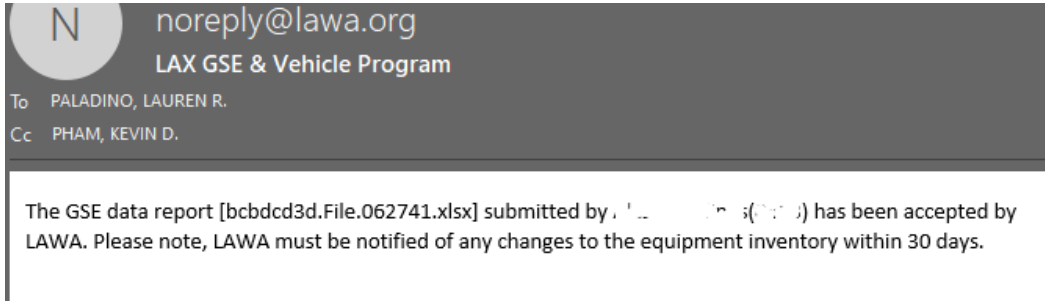 N
noreply@lawa.org
LAX GSE & Vehicle Program
To PALADINO, LAUREN R.
Cc PHAM, KEVIN D.
The GSE data report [bcbdcd3d.File.062741.xlsx] submitted by has been accepted by
LAWA. Please note, LAWA must be notified of any changes to the equipment inventory within 30 days.